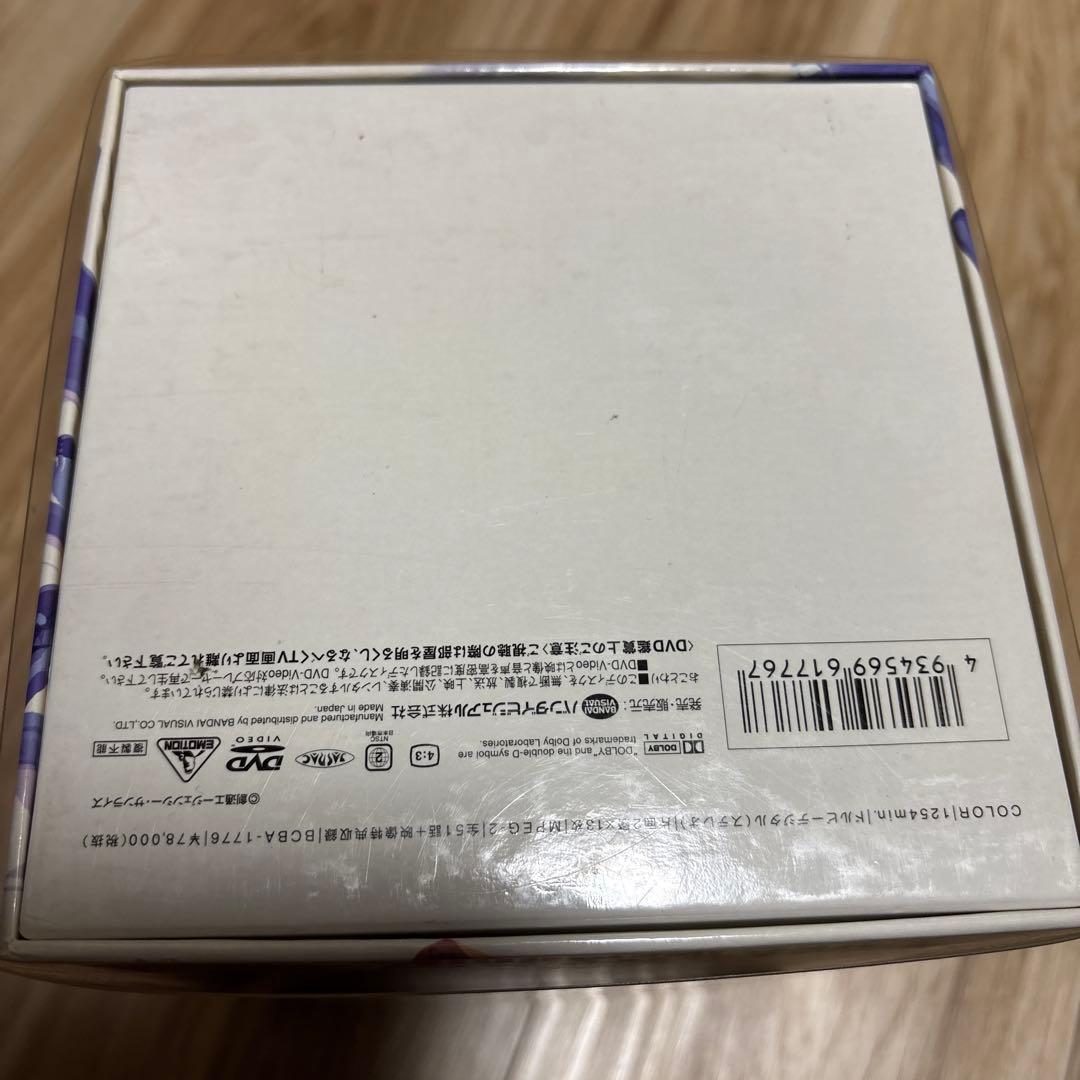 COLOR|1254min.|ドルビーデジタル(ステレオ)|片面2層×13枚|MPEG-2|全51話+映像特典収録|BCBA-1776|¥78,000(税抜)
©創通エージェンシー・サンライズ
DOLBY
DIGITAL
"DOLBY" and the double-D symbol are
trademarks of Dolby Laboratories.
4:3
2
NTSC
日本市場向
JASRAC
DVD
VIDEO
EMOTION
複製不能
発売・販売元:
BANDAI
VISUAL
バンダイビジュアル株式会社
Manufactured and distributed by BANDAI VISUAL CO.,LTD.
Made in Japan.
おことわり ■このディスクを、無断で複製、放送、上映、公開演奏、レンタルすることは法律により禁じられています。
■DVD-Videoとは映像と音声を高密度に記録したディスクです。DVD-Video対応プレーヤーで再生して下さい。
〈DVD鑑賞上のご注意〉ご視聴の際は部屋を明るくし、なるべくTV画面より離れてご覧下さい。
4 934569 617767